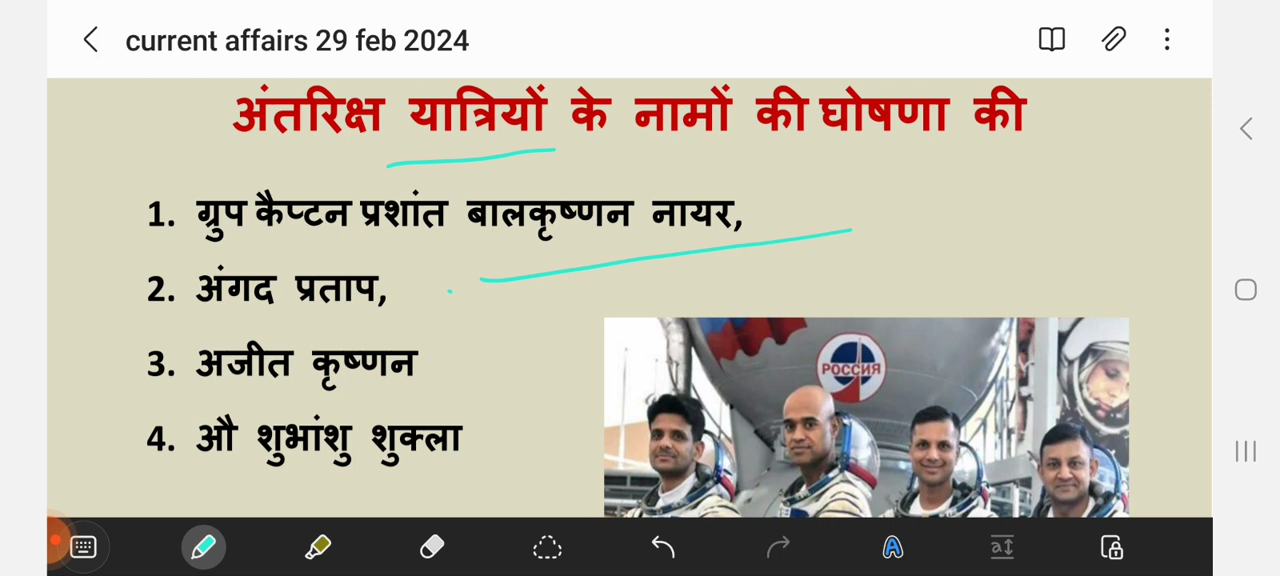 current affairs 29 feb 2024
अंतरिक्ष यात्रियों के नामों की घोषणा की
1. ग्रुप कैप्टन प्रशांत बालकृष्णन नायर,
2. अंगद प्रताप,
3. अजीत कृष्णन
4. औ शुभांशु शुक्ला
РОССИЯ